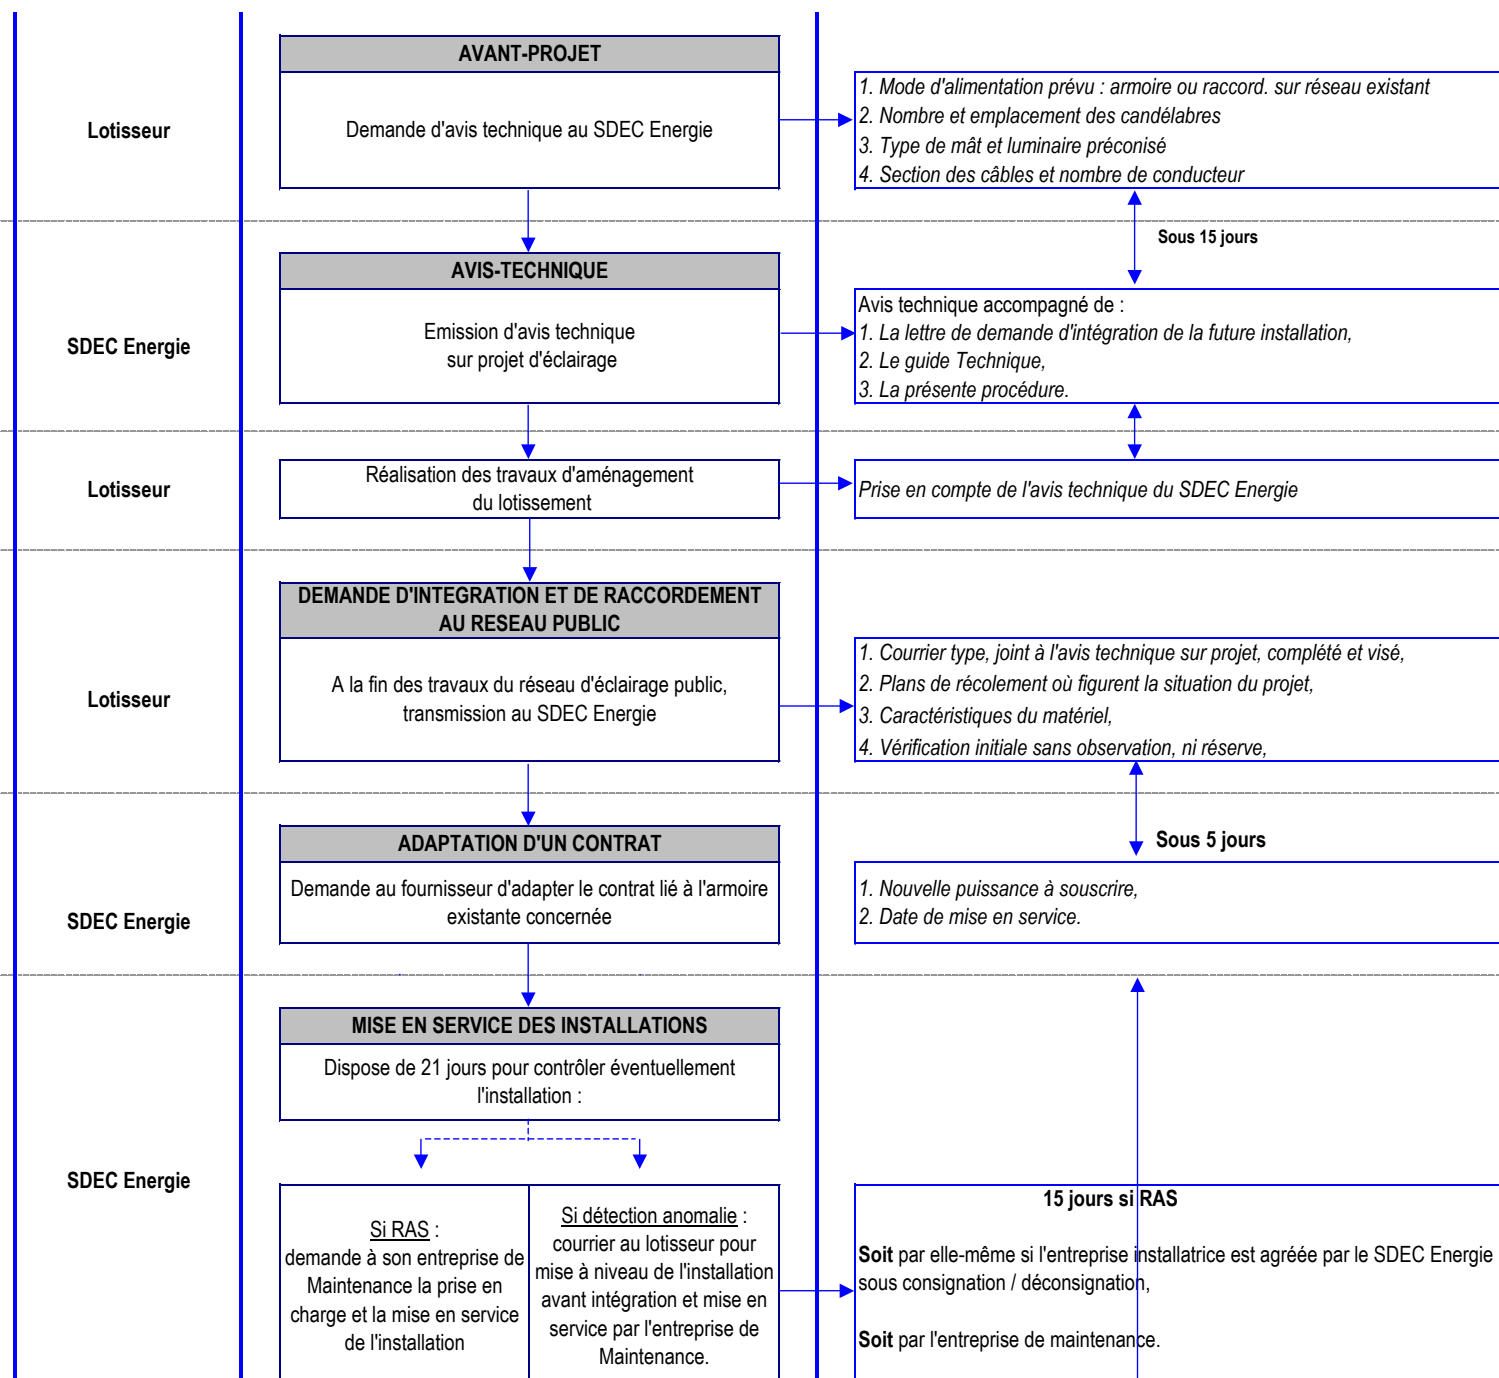 AVANT-PROJET
Lotisseur
Demande d'avis technique au SDEC Energie
1. Mode d'alimentation prévu : armoire ou raccord. sur réseau existant
2. Nombre et emplacement des candélabres
3. Type de mât et luminaire préconisé
4. Section des câbles et nombre de conducteur
Sous 15 jours
AVIS-TECHNIQUE
SDEC Energie
Emission d'avis technique
sur projet d'éclairage
Avis technique accompagné de :
1. La lettre de demande d'intégration de la future installation,
2. Le guide Technique,
3. La présente procédure.
Lotisseur
Réalisation des travaux d'aménagement
du lotissement
Prise en compte de l'avis technique du SDEC Energie
DEMANDE D'INTEGRATION ET DE RACCORDEMENT
AU RESEAU PUBLIC
Lotisseur
A la fin des travaux du réseau d'éclairage public,
transmission au SDEC Energie
1. Courrier type, joint à l'avis technique sur projet, complété et visé,
2. Plans de récolement où figurent la situation du projet,
3. Caractéristiques du matériel,
4. Vérification initiale sans observation, ni réserve,
Sous 5 jours
ADAPTATION D'UN CONTRAT
SDEC Energie
Demande au fournisseur d'adapter le contrat lié à l'armoire
existante concernée
1. Nouvelle puissance à souscrire,
2. Date de mise en service.
MISE EN SERVICE DES INSTALLATIONS
Dispose de 21 jours pour contrôler éventuellement
l'installation :
SDEC Energie
Si RAS :
demande à son entreprise de
Maintenance la prise en
charge et la mise en service
de l'installation
Si détection anomalie :
courrier au lotisseur pour
mise à niveau de l'installation
avant intégration et mise en
service par l'entreprise de
Maintenance.
15 jours si RAS
Soit par elle-même si l'entreprise installatrice est agréée par le SDEC Energie
sous consignation / déconsignation,
Soit par l'entreprise de maintenance.